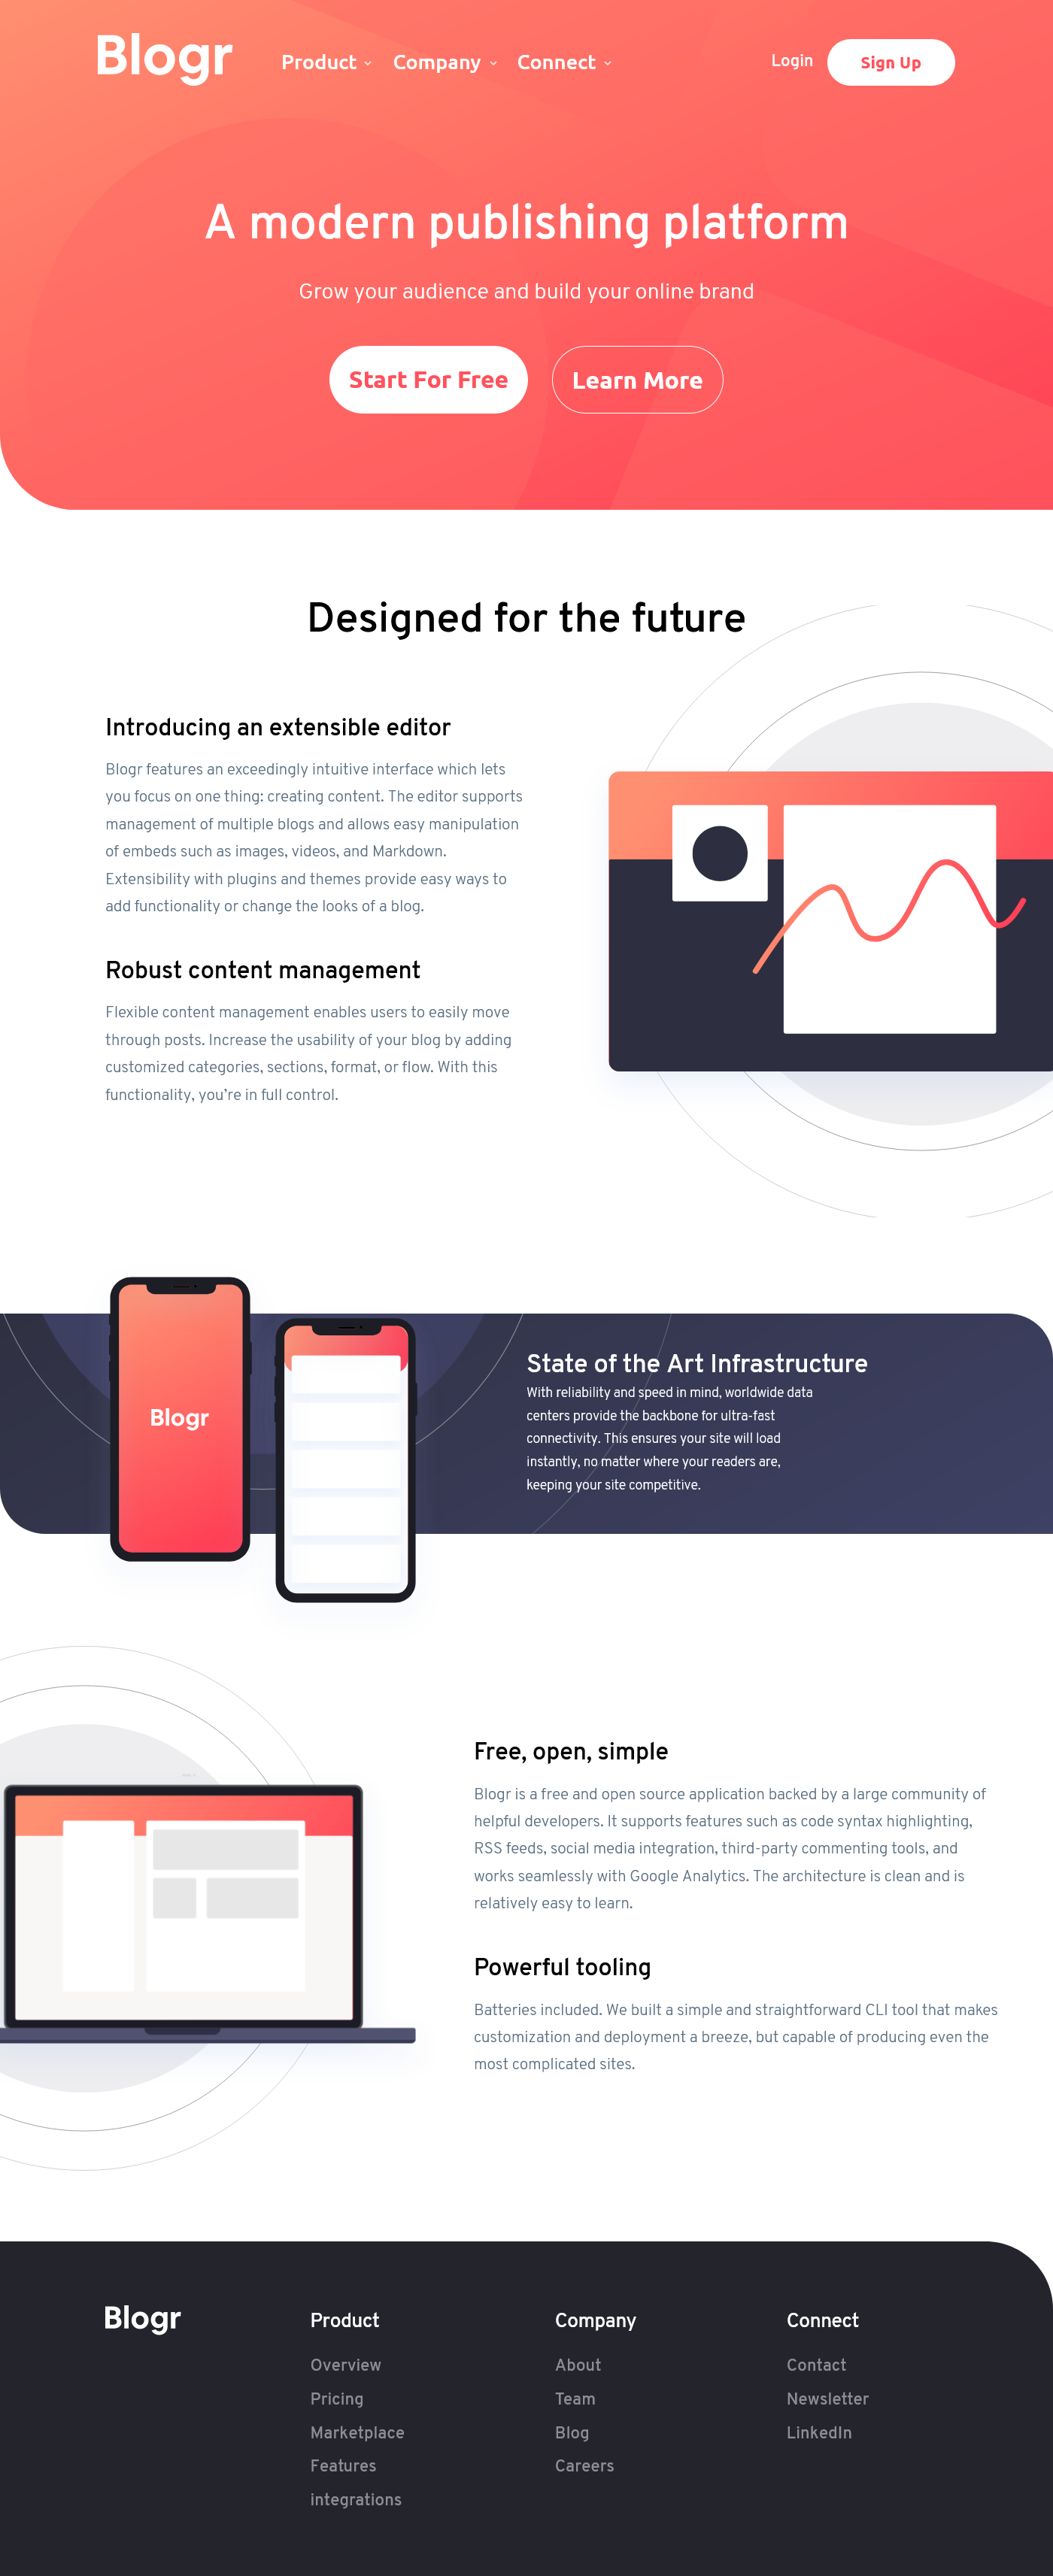 Blogr
Product
Company
Connect
Login
Sign Up
A modern publishing platform
Grow your audience and build your online brand
Start For Free
Learn More
Designed for the future
Introducing an extensible editor
Blogr features an exceedingly intuitive interface which lets
you focus on one thing: creating content. The editor supports
management of multiple blogs and allows easy manipulation
of embeds such as images, videos, and Markdown.
Extensibility with plugins and themes provide easy ways to
add functionality or change the looks of a blog.
Robust content management
Flexible content management enables users to easily move
through posts. Increase the usability of your blog by adding
customized categories, sections, format, or flow. With this
functionality, you’re in full control.
Blogr
State of the Art Infrastructure
With reliability and speed in mind, worldwide data
centers provide the backbone for ultra-fast
connectivity. This ensures your site will load
instantly, no matter where your readers are,
keeping your site competitive.
Free, open, simple
Blogr is a free and open source application backed by a large community of
helpful developers. It supports features such as code syntax highlighting,
RSS feeds, social media integration, third-party commenting tools, and
works seamlessly with Google Analytics. The architecture is clean and is
relatively easy to learn.
Powerful tooling
Batteries included. We built a simple and straightforward CLI tool that makes
customization and deployment a breeze, but capable of producing even the
most complicated sites.
Blogr
Product
Overview
Pricing
Marketplace
Features
integrations
Company
About
Team
Blog
Careers
Connect
Contact
Newsletter
LinkedIn